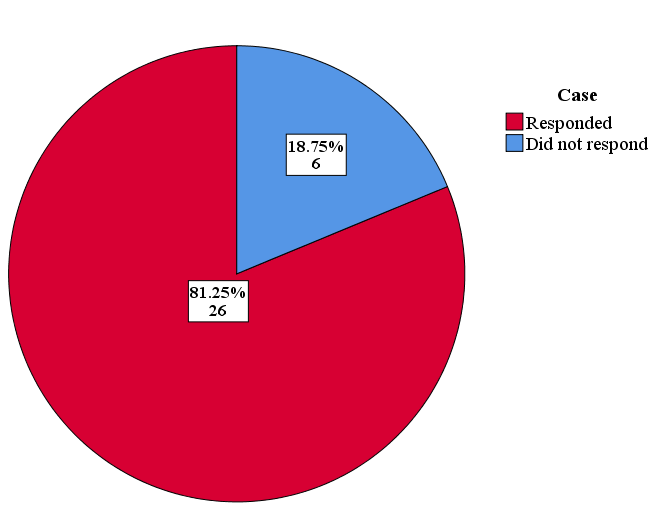 18.75%
6
81.25%
26
Case
Responded
Did not respond